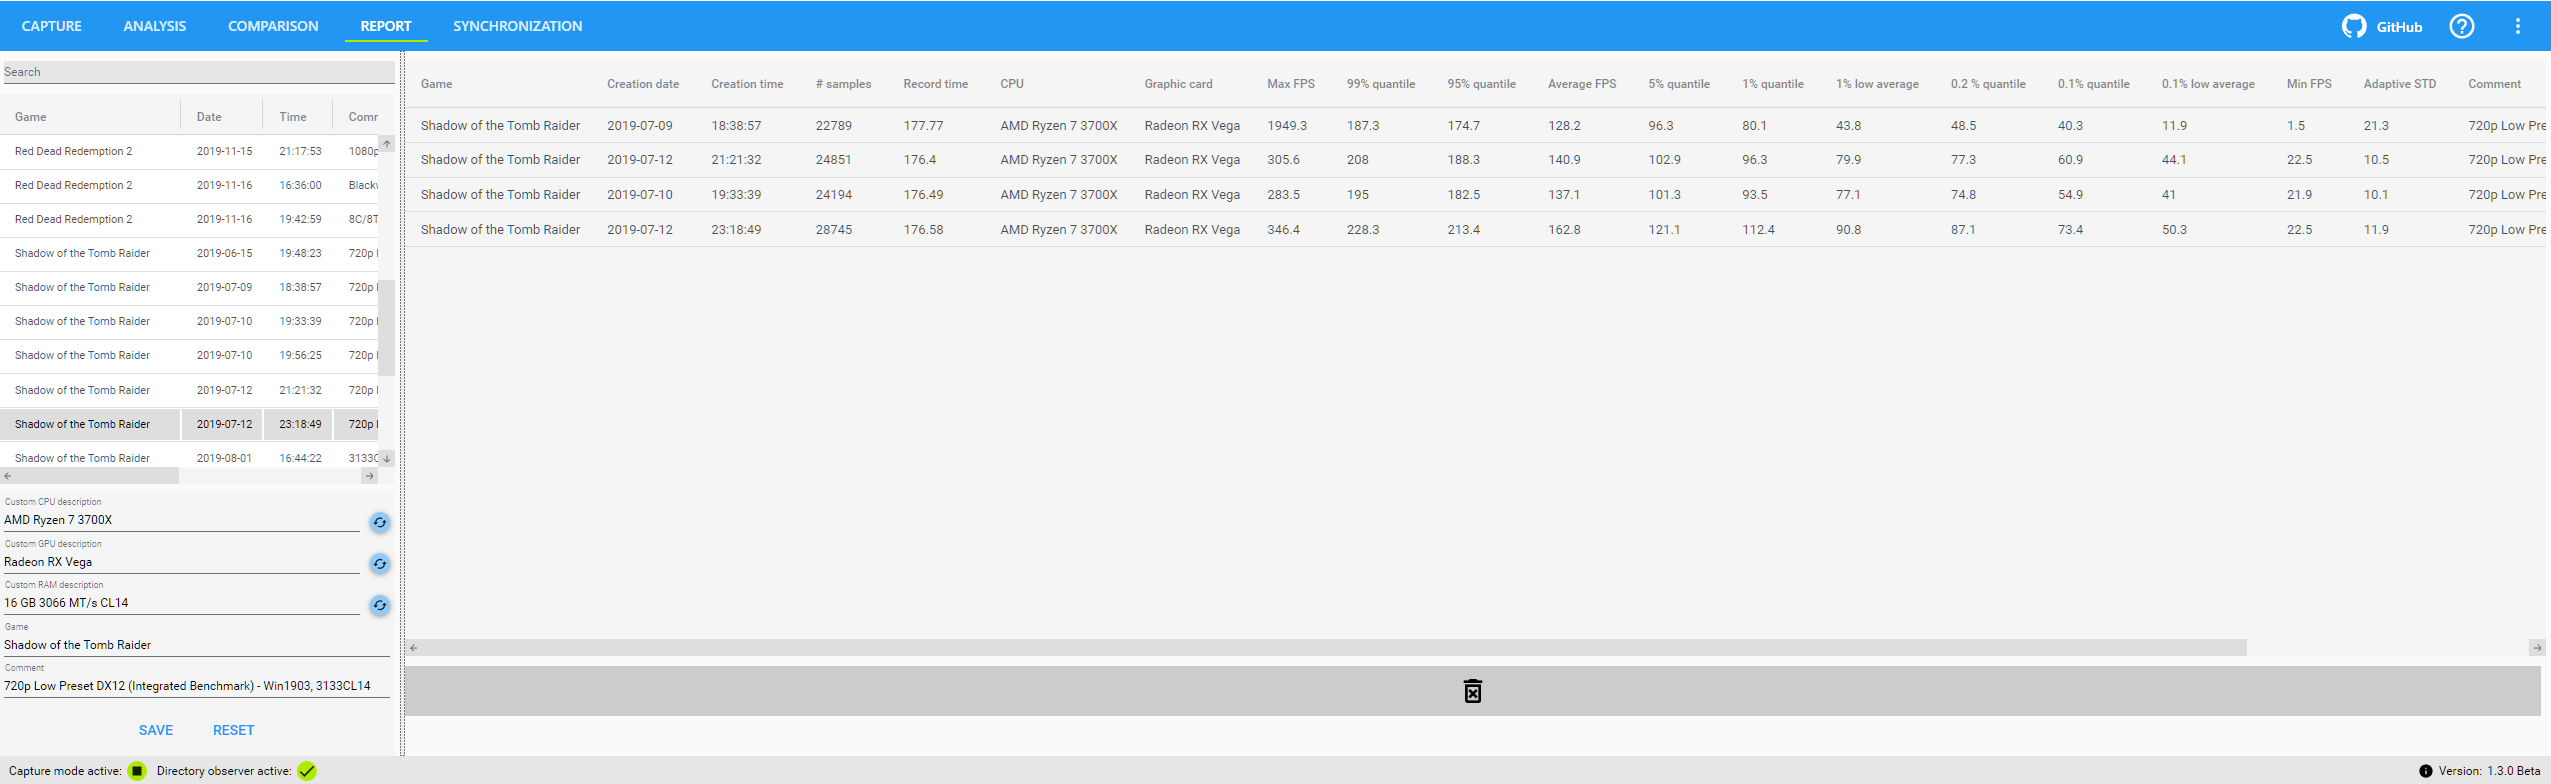 CAPTURE ANALYSIS COMPARISON REPORT SYNCHRONIZATION GitHub
Search
Game Date Time Comr
Red Dead Redemption 2 2019-11-15 21:17:53 1080p
Red Dead Redemption 2 2019-11-16 16:36:00 Black
Red Dead Redemption 2 2019-11-16 19:42:59 8C/8T
Shadow of the Tomb Raider 2019-06-15 19:48:23 720p
Shadow of the Tomb Raider 2019-07-09 18:38:57 720p
Shadow of the Tomb Raider 2019-07-10 19:33:39 720p
Shadow of the Tomb Raider 2019-07-10 19:56:25 720p
Shadow of the Tomb Raider 2019-07-12 21:21:32 720p
Shadow of the Tomb Raider 2019-07-12 23:18:49 720p
Shadow of the Tomb Raider 2019-08-01 16:44:22 3133C
Custom CPU description
AMD Ryzen 7 3700X
Custom GPU description
Radeon RX Vega
Custom RAM description
16 GB 3066 MT/s CL14
Game
Shadow of the Tomb Raider
Comment
720p Low Preset DX12 (Integrated Benchmark) - Win1903, 3133CL14
SAVE RESET
Game Creation date Creation time # samples Record time CPU Graphic card Max FPS 99% quantile 95% quantile Average FPS 5% quantile 1% quantile 1% low average 0.2 % quantile 0.1% quantile 0.1% low average Min FPS Adaptive STD Comment
Shadow of the Tomb Raider 2019-07-09 18:38:57 22789 177.77 AMD Ryzen 7 3700X Radeon RX Vega 1949.3 187.3 174.7 128.2 96.3 80.1 43.8 48.5 40.3 11.9 1.5 21.3 720p Low Pre
Shadow of the Tomb Raider 2019-07-12 21:21:32 24851 176.4 AMD Ryzen 7 3700X Radeon RX Vega 305.6 208 188.3 140.9 102.9 96.3 79.9 77.3 60.9 44.1 22.5 10.5 720p Low Pre
Shadow of the Tomb Raider 2019-07-10 19:33:39 24194 176.49 AMD Ryzen 7 3700X Radeon RX Vega 283.5 195 182.5 137.1 101.3 93.5 77.1 74.8 54.9 41 21.9 10.1 720p Low Pre
Shadow of the Tomb Raider 2019-07-12 23:18:49 28745 176.58 AMD Ryzen 7 3700X Radeon RX Vega 346.4 228.3 213.4 162.8 121.1 112.4 90.8 87.1 73.4 50.3 22.5 11.9 720p Low Pre
Capture mode active: Directory observer active: Version: 1.3.0 Beta